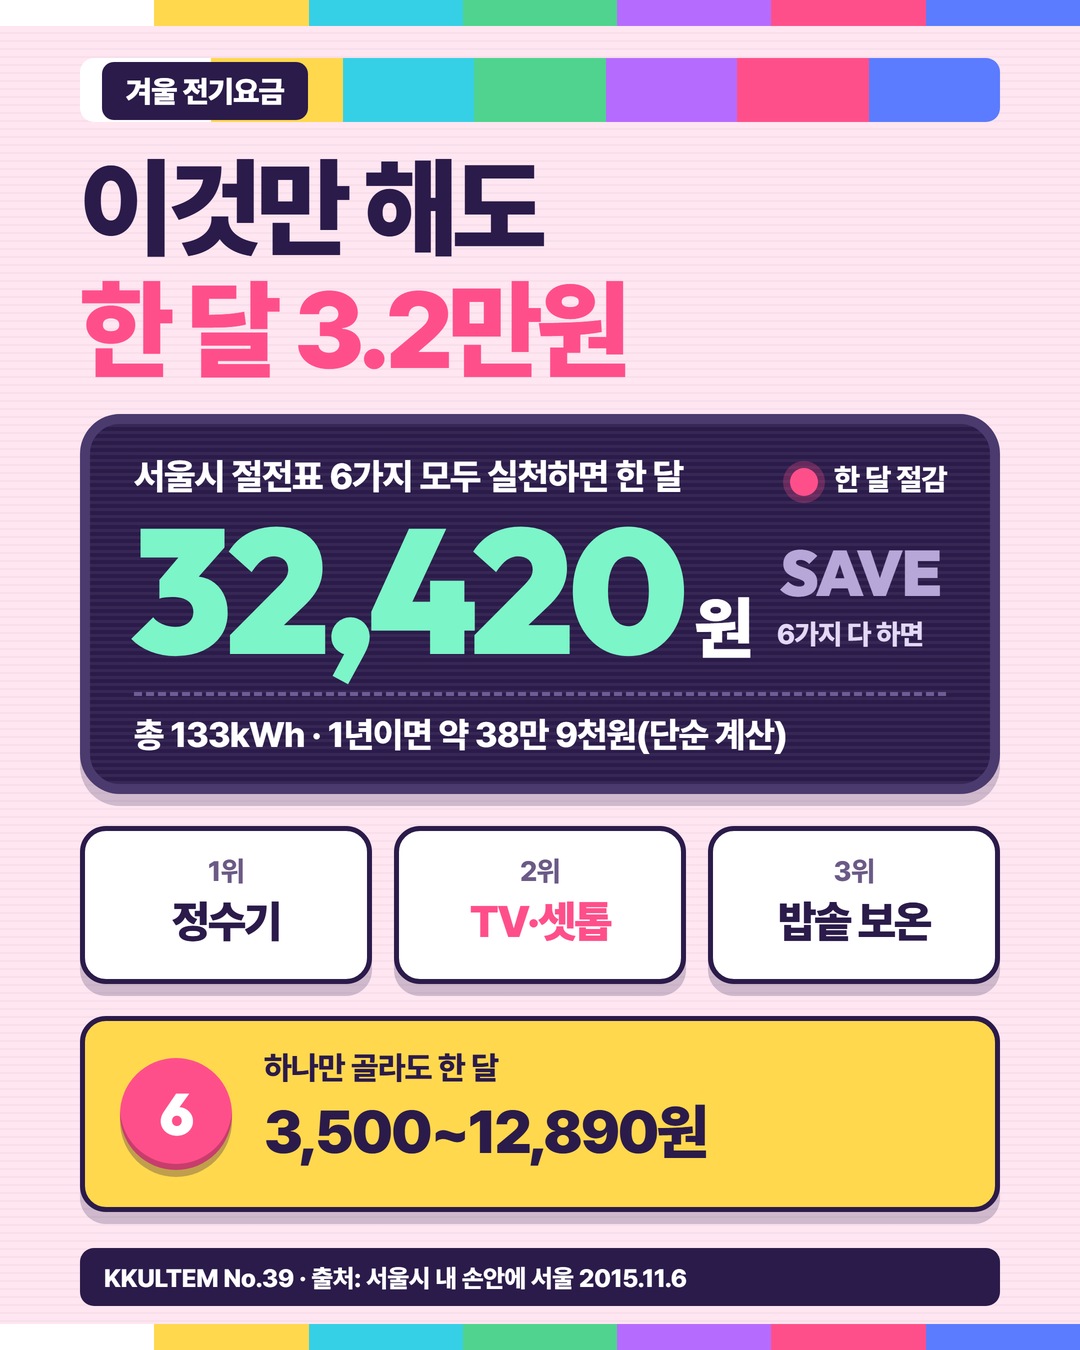 겨울 전기요금
이것만 해도
한 달 3.2만원
서울시 절전표 6가지 모두 실천하면 한 달
한 달 절감
32,420원
SAVE
6가지 다 하면
총 133kWh · 1년이면 약 38만 9천원(단순 계산)
1위
정수기
2위
TV·셋톱
3위
밥솥 보온
6
하나만 골라도 한 달
3,500~12,890원
KKULTEM No.39 · 출처: 서울시 내 손안에 서울 2015.11.6